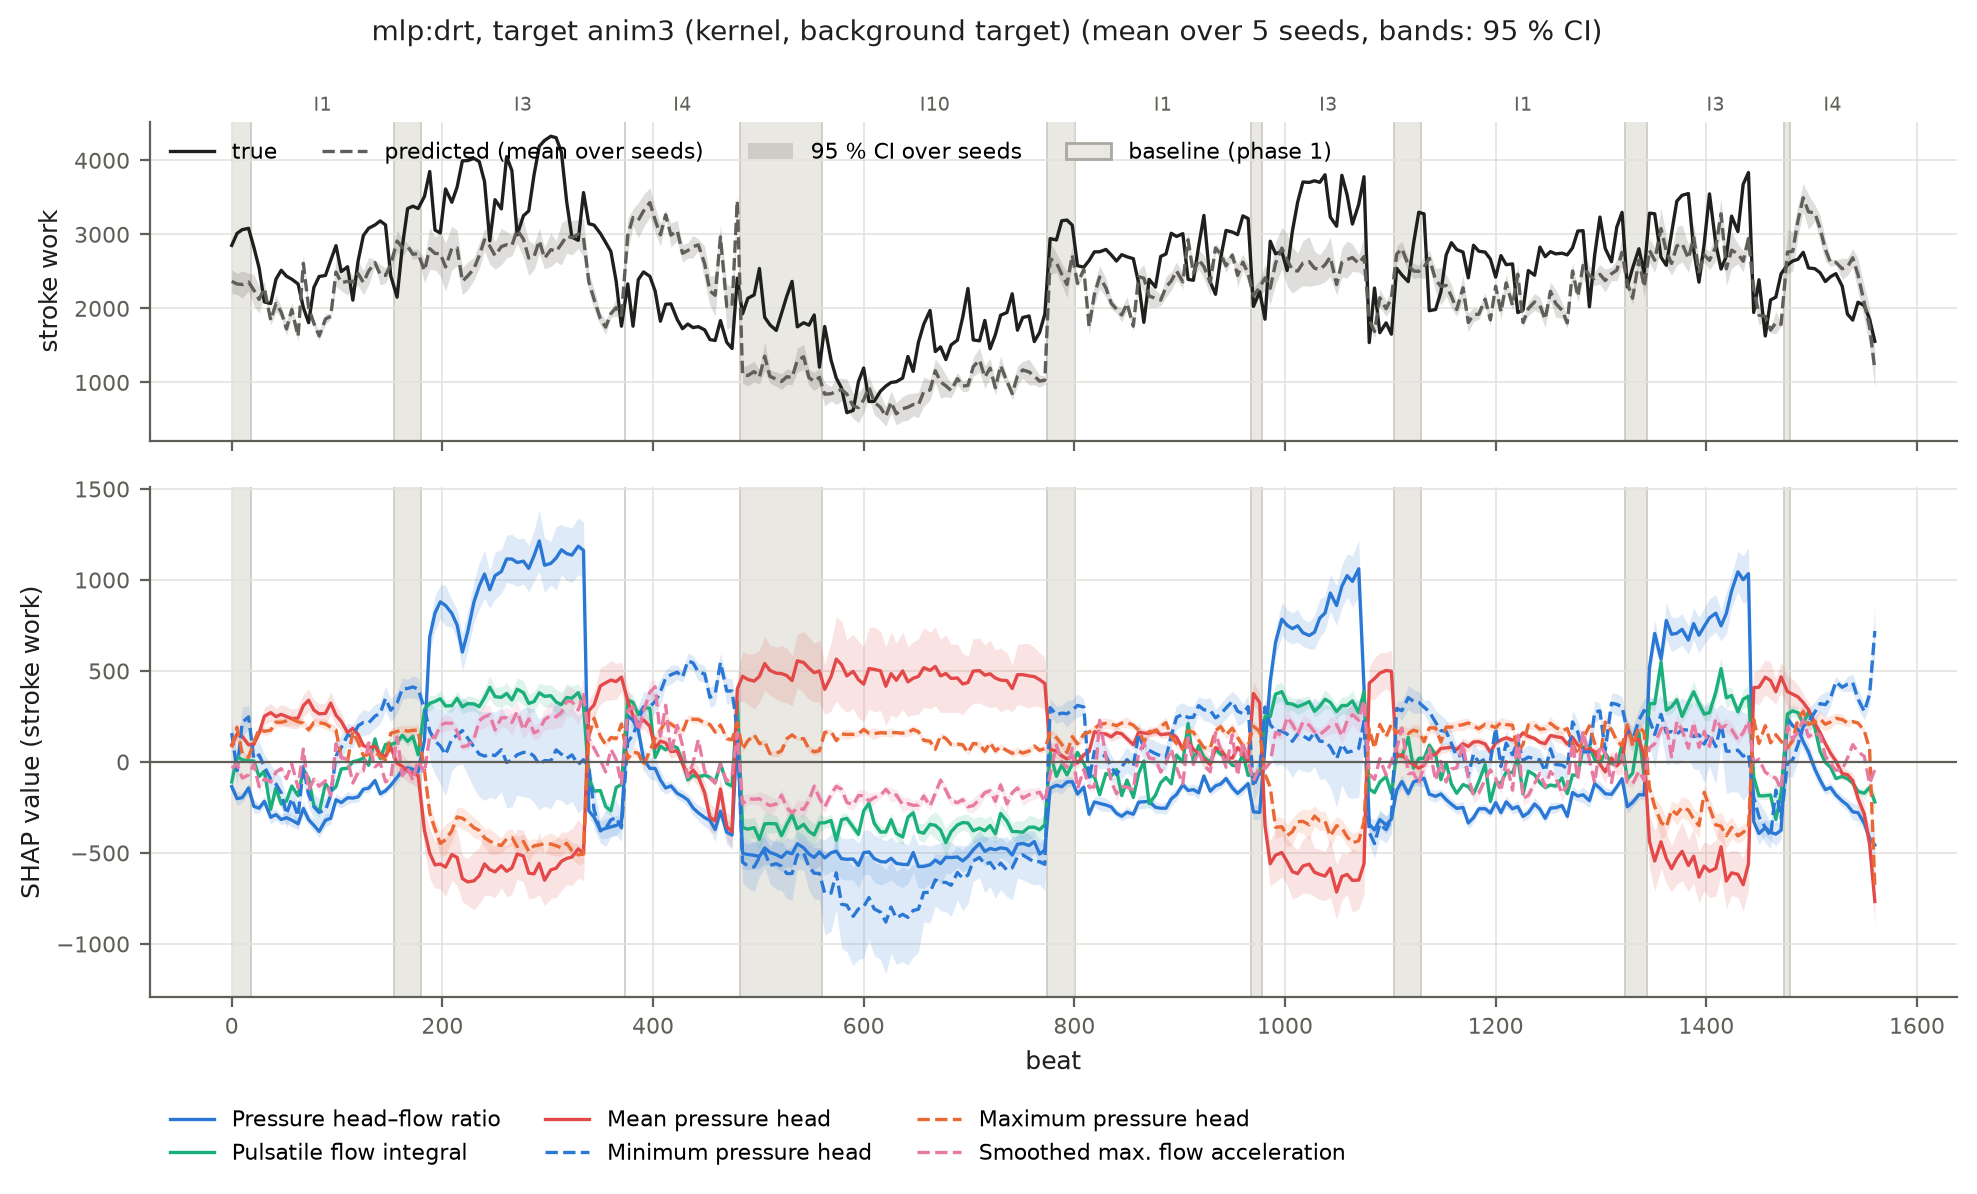 mlp:drt, target anim3 (kernel, background target) (mean over 5 seeds, bands: 95 % CI)
I1 I3 I4 I10 I1 I3 I1 I3 I4
true predicted (mean over seeds) 95 % CI over seeds baseline (phase 1)
4000
3000
2000
1000
stroke work
1500
1000
500
0
−500
−1000
SHAP value (stroke work)
0 200 400 600 800 1000 1200 1400 1600
beat
Pressure head–flow ratio Mean pressure head Maximum pressure head
Pulsatile flow integral Minimum pressure head Smoothed max. flow acceleration